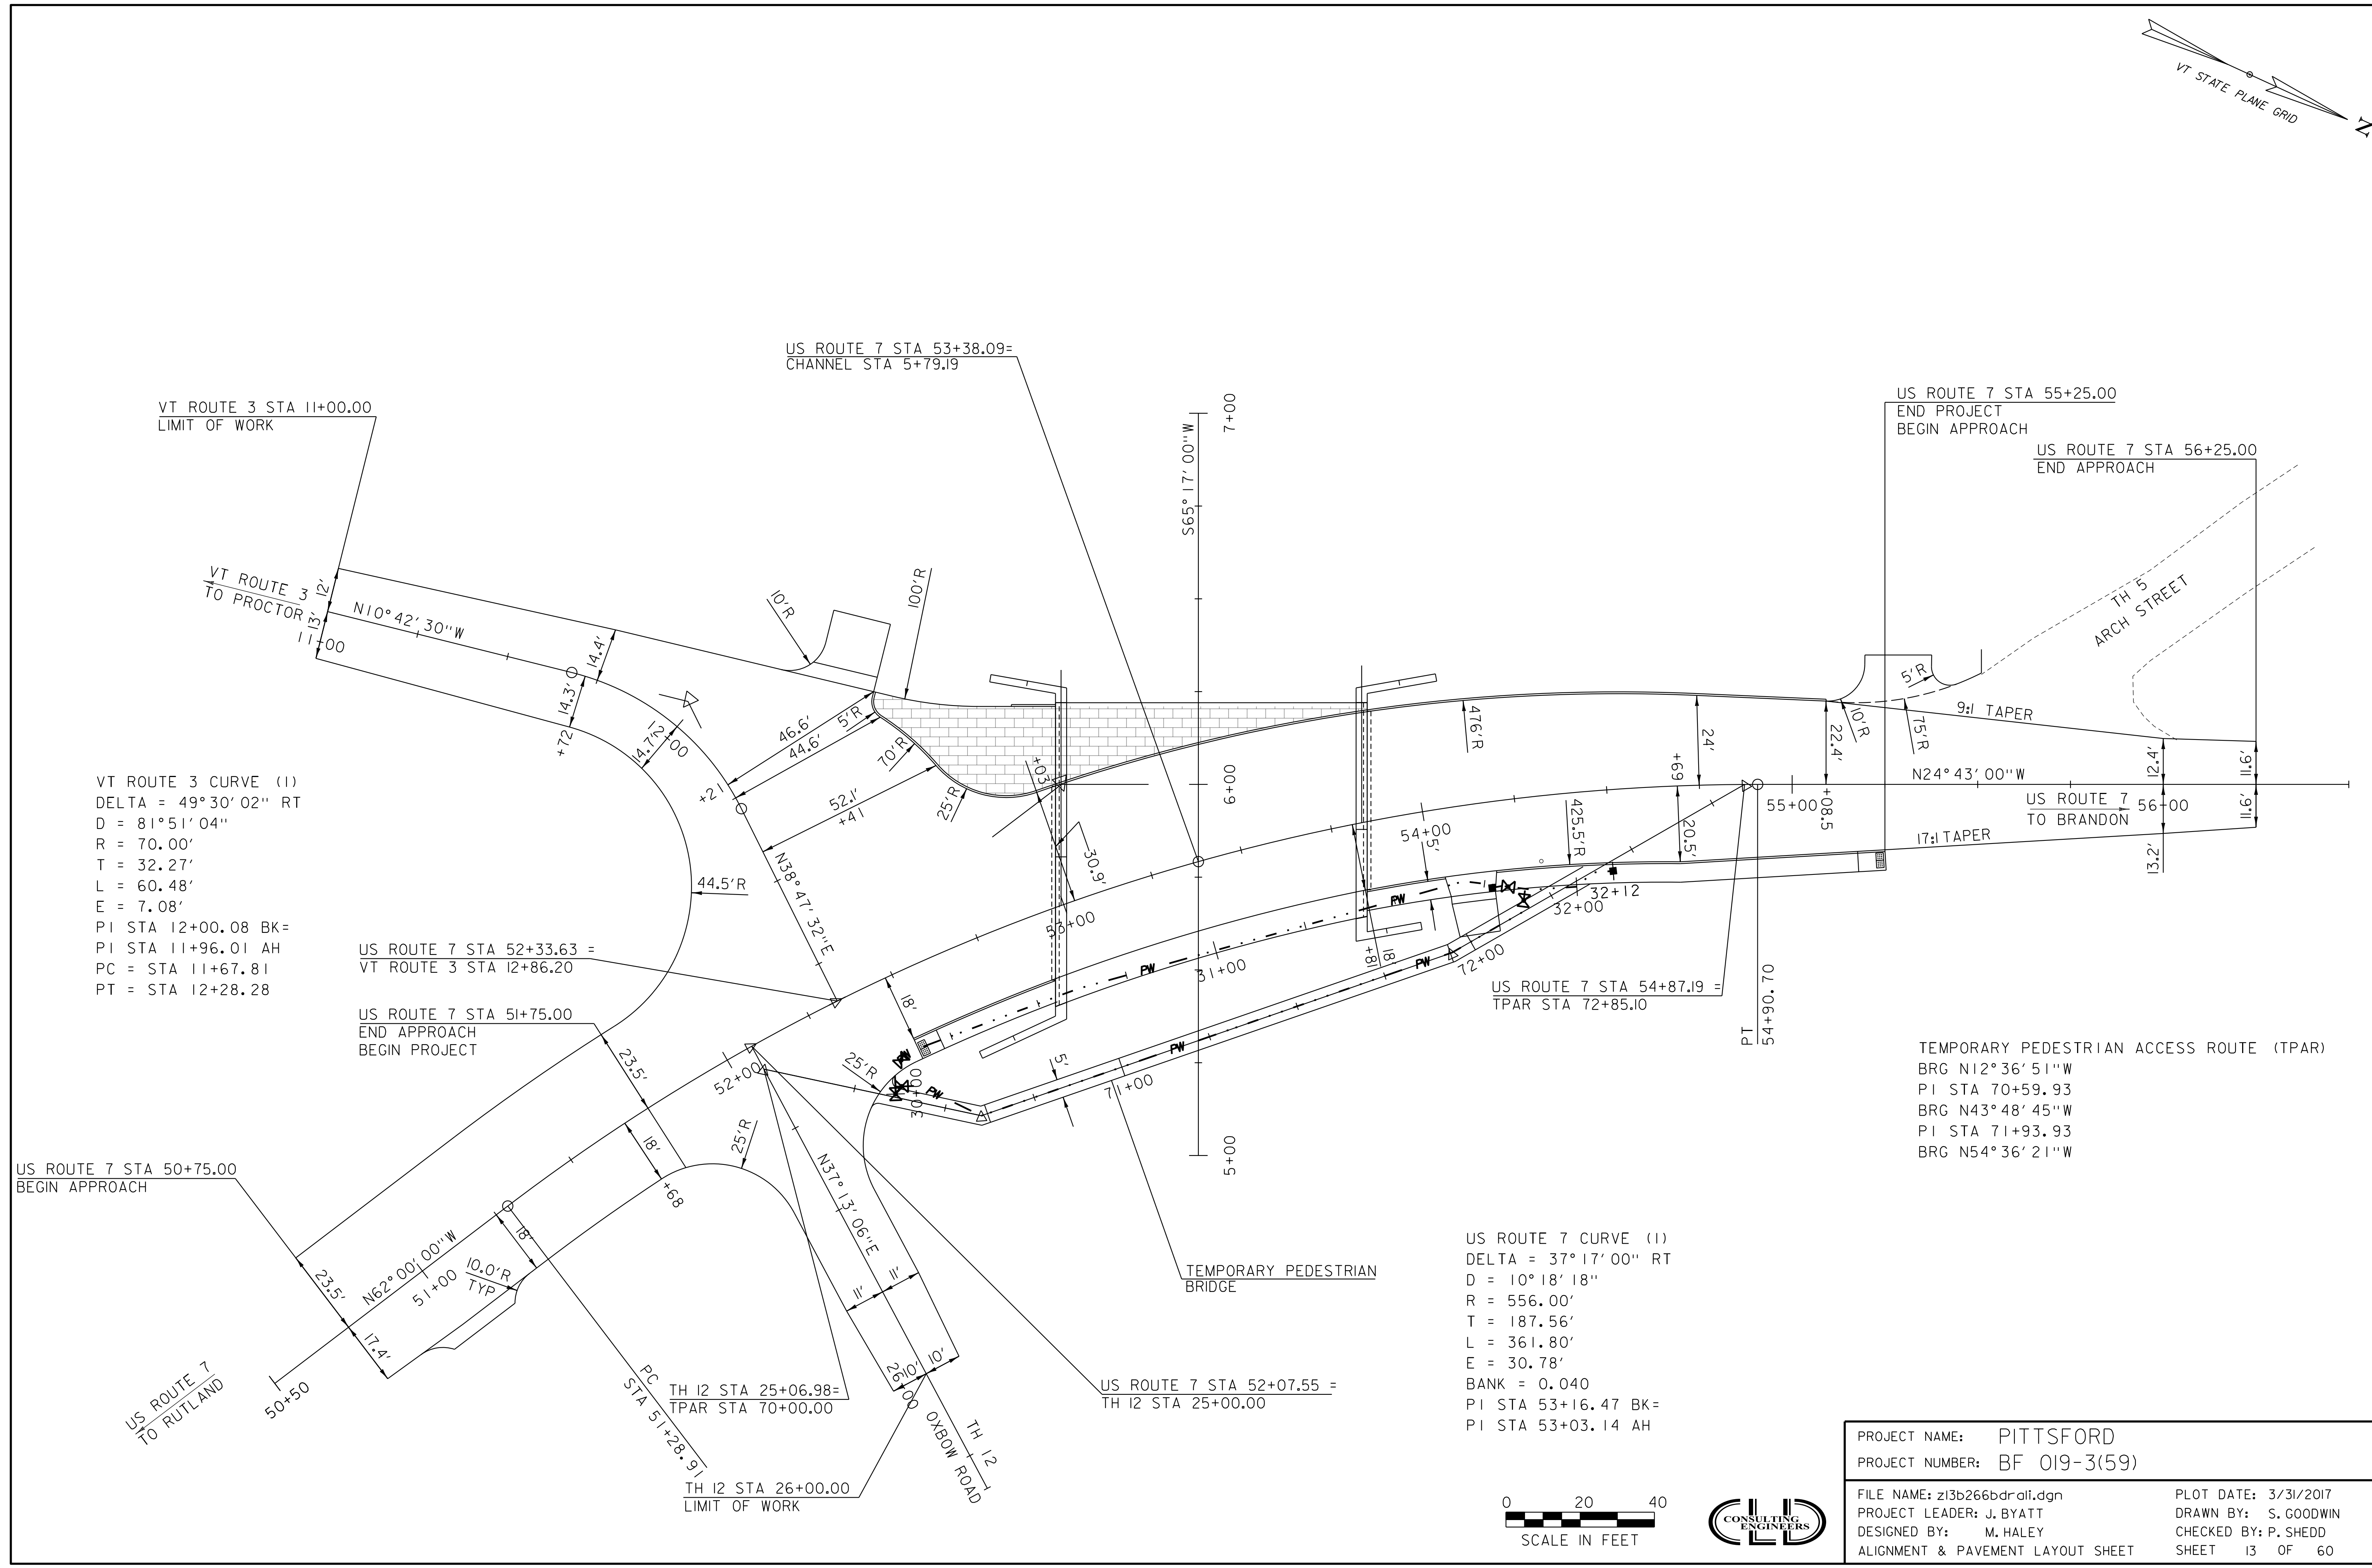 VT STATE PLANE GRID
N
US ROUTE 7 STA 53+38.09=
CHANNEL STA 5+79.19
VT ROUTE 3 STA 11+00.00
LIMIT OF WORK
US ROUTE 7 STA 55+25.00
END PROJECT
BEGIN APPROACH
US ROUTE 7 STA 56+25.00
END APPROACH
7+00
S65°17'00"W
6+00
5+00
VT ROUTE 3
TO PROCTOR
12'
13'
11+00
N10°42'30"W
14.4'
14.3'
+72
14.7'
12+00
10'R
100'R
46.6'
44.6'
5'R
70'R
+21
52.1'
+41
25'R
+03
30.9'
N38°47'32"E
44.5'R
476'R
24'
+69
20.5'
425.5'R
54+00
5'
53+00
55+00
22.4'
+08.5
10'R
75'R
5'R
9:1 TAPER
TH 5
ARCH STREET
12.4'
11.9'
N24°43'00"W
US ROUTE 7
TO BRANDON
56+00
11.9'
17:1 TAPER
13.2'
VT ROUTE 3 CURVE (1)
DELTA = 49°30'02" RT
D = 81°51'04"
R = 70.00'
T = 32.27'
L = 60.48'
E = 7.08'
PI STA 12+00.08 BK=
PI STA 11+96.01 AH
PC = STA 11+67.81
PT = STA 12+28.28
US ROUTE 7 STA 52+33.63 =
VT ROUTE 3 STA 12+86.20
US ROUTE 7 STA 51+75.00
END APPROACH
BEGIN PROJECT
23.5'
52+00
18'
25'R
30+00
PW
PW
PW
PW
PW
PW
31+00
32+00
32+12
+81
18'
72+00
71+00
5'
US ROUTE 7 STA 54+87.19 =
TPAR STA 72+85.10
PT
54+90.70
TEMPORARY PEDESTRIAN ACCESS ROUTE (TPAR)
BRG N12°36'51"W
PI STA 70+59.93
BRG N43°48'45"W
PI STA 71+93.93
BRG N54°36'21"W
US ROUTE 7 STA 50+75.00
BEGIN APPROACH
18'
+68
25'R
N37°13'06"E
N62°00'00"W
51+00
10.0'R
TYP
18'
23.5'
17.4'
50+50
US ROUTE 7
TO RUTLAND
PC
STA 51+28.91
11'
11'
10'
10'
26+00
TH 12
OXBOW ROAD
TEMPORARY PEDESTRIAN
BRIDGE
TH 12 STA 25+06.98=
TPAR STA 70+00.00
US ROUTE 7 STA 52+07.55 =
TH 12 STA 25+00.00
TH 12 STA 26+00.00
LIMIT OF WORK
US ROUTE 7 CURVE (1)
DELTA = 37°17'00" RT
D = 10°18'18"
R = 556.00'
T = 187.56'
L = 361.80'
E = 30.78'
BANK = 0.040
PI STA 53+16.47 BK=
PI STA 53+03.14 AH
0 20 40
SCALE IN FEET
CLD
CONSULTING
ENGINEERS
PROJECT NAME: PITTSFORD
PROJECT NUMBER: BF 019-3(59)
FILE NAME: z13b266bdrali.dgn PLOT DATE: 3/31/2017
PROJECT LEADER: J. BYATT DRAWN BY: S. GOODWIN
DESIGNED BY: M. HALEY CHECKED BY: P. SHEDD
ALIGNMENT & PAVEMENT LAYOUT SHEET SHEET 13 OF 60